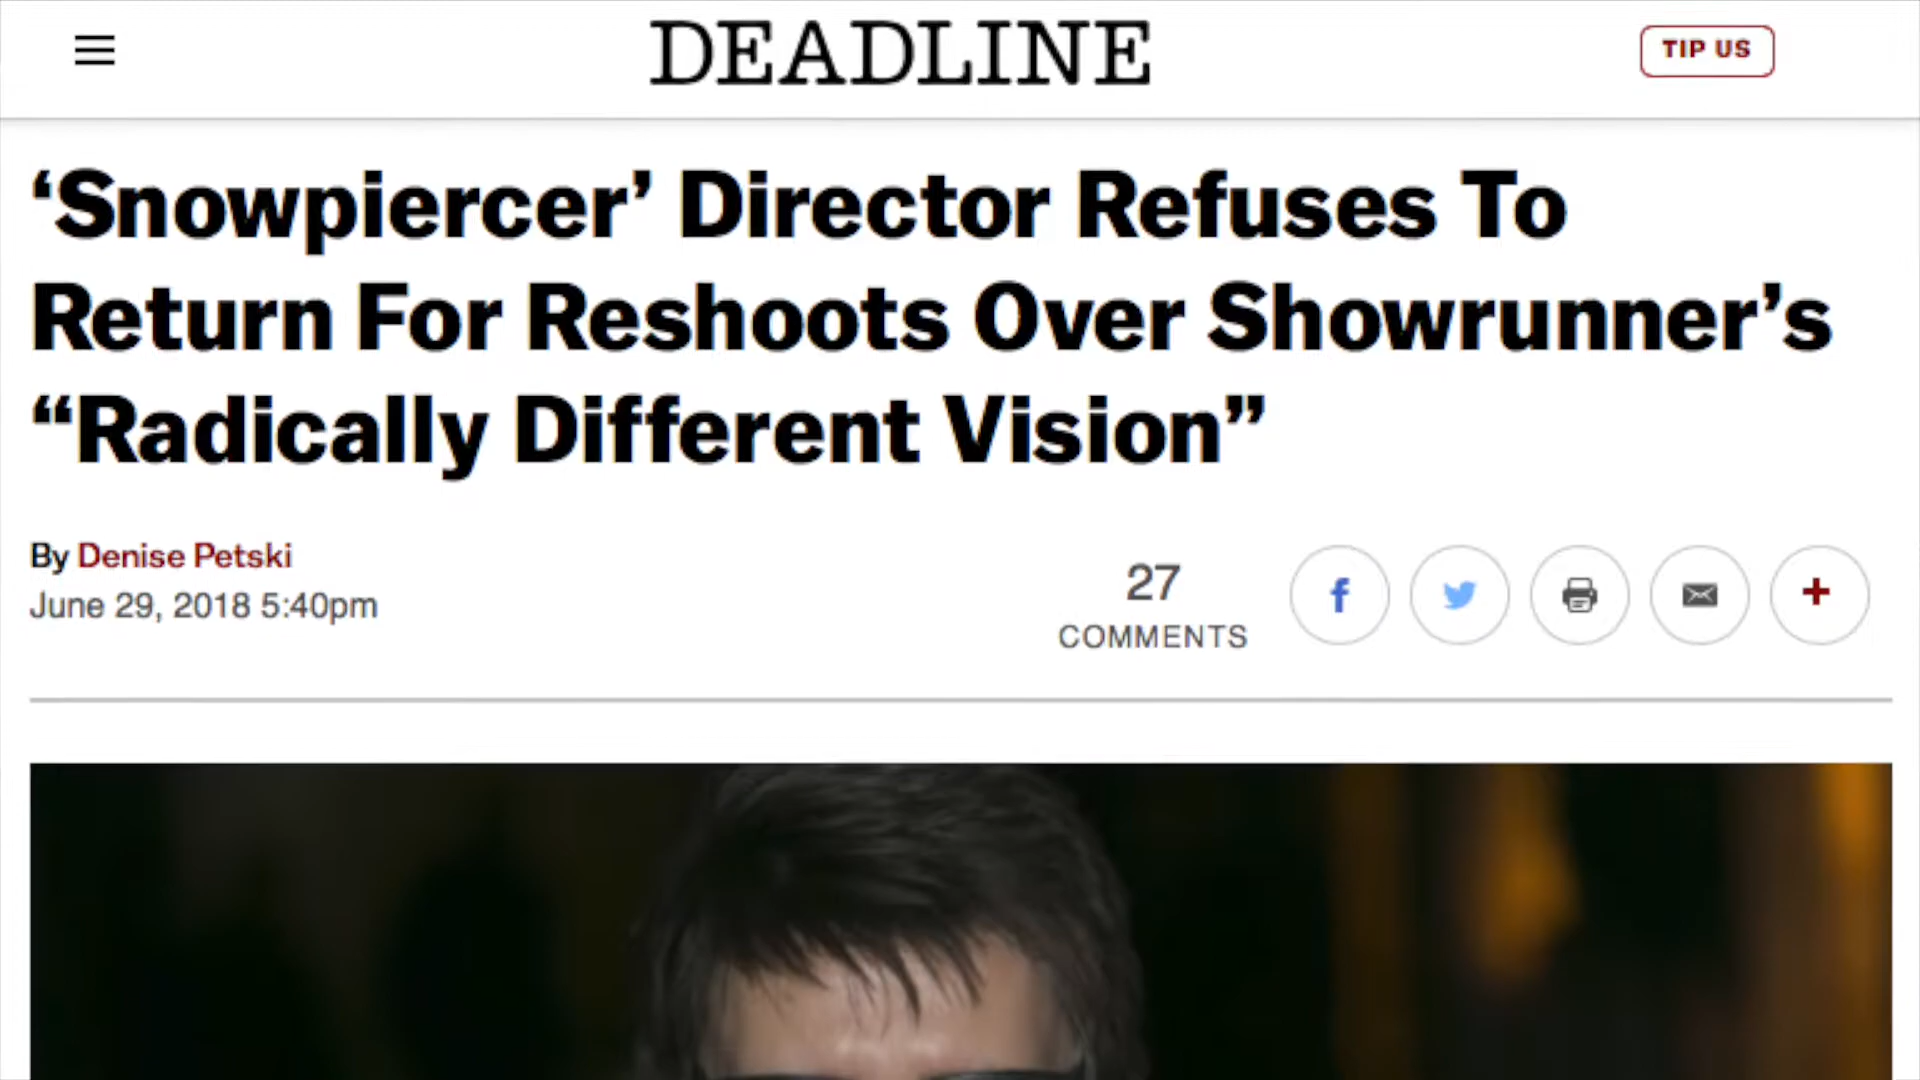 DEADLINE
TIP US
‘Snowpiercer’ Director Refuses To
Return For Reshoots Over Showrunner’s
“Radically Different Vision”
By Denise Petski
June 29, 2018 5:40pm
27
COMMENTS